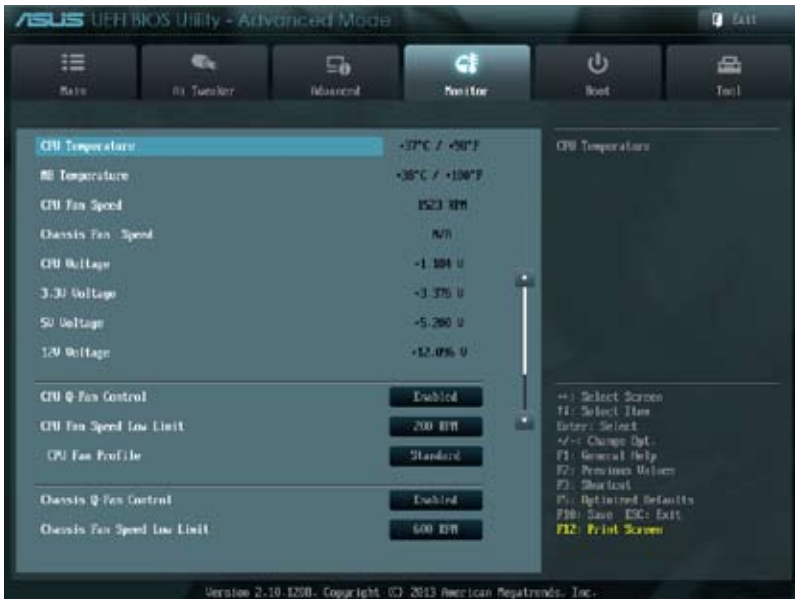 ASUS UEFI BIOS Utility - Advanced Mode
Exit
Main
Ai Tweaker
Advanced
Monitor
Boot
Tool
CPU Temperature +37°C / +98°F
MB Temperature +38°C / +100°F
CPU Fan Speed 1523 RPM
Chassis Fan Speed N/A
CPU Voltage +1.104 V
3.3V Voltage +3.376 V
5V Voltage
12V Voltage +12.096 V
CPU Q-Fan Control Enabled
CPU Fan Speed Low Limit 200 RPM
CPU Fan Profile Standard
Chassis Q-Fan Control Enabled
Chassis Fan Speed Low Limit 600 RPM
CPU Temperature
Select Screen
Select Item
Enter: Select
+/-: Change Opt.
F1: General Help
F2: Previous Values
F3: Shortcut
F5: Optimized Defaults
F10: Save ESC: Exit
F12: Print Screen
Version 2.10.1208. Copyright (C) 2013 American Megatrends, Inc.